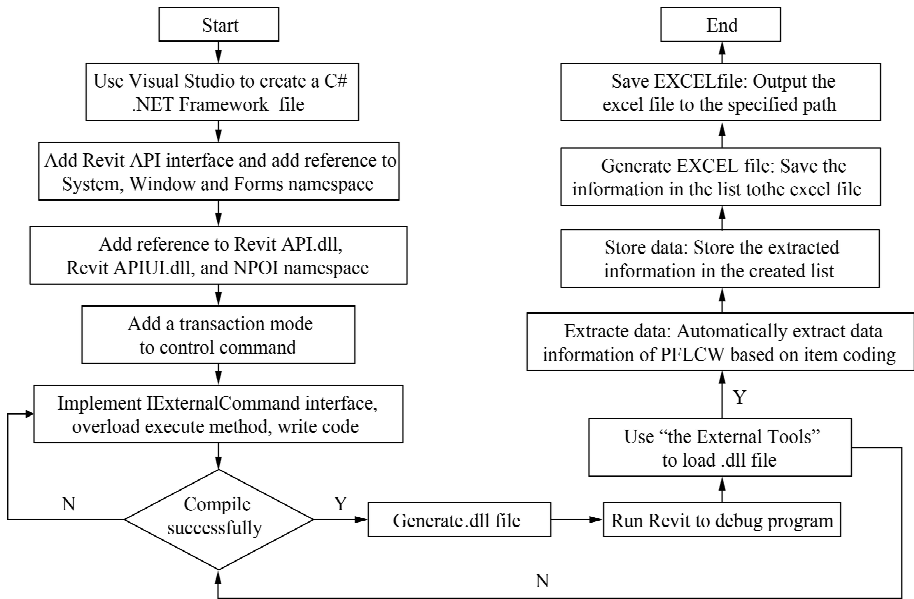 Start
Use Visual Studio to create a C#
.NET Framework file
Add Revit API interface and add reference to
System, Window and Forms namespace
Add reference to Revit API.dll,
Revit APIUI.dll, and NPOI namespace
Add a transaction mode
to control command
Implement IExternalCommand interface,
overload execute method, write code
Compile
successfully
N
Y
Generate.dll file
Run Revit to debug program
Use “the External Tools”
to load .dll file
Y
N
Extracte data: Automatically extract data
information of PFLCW based on item coding
Store data: Store the extracted
information in the created list
Generate EXCEL file: Save the
information in the list tothe excel file
Save EXCELfile: Output the
excel file to the specified path
End